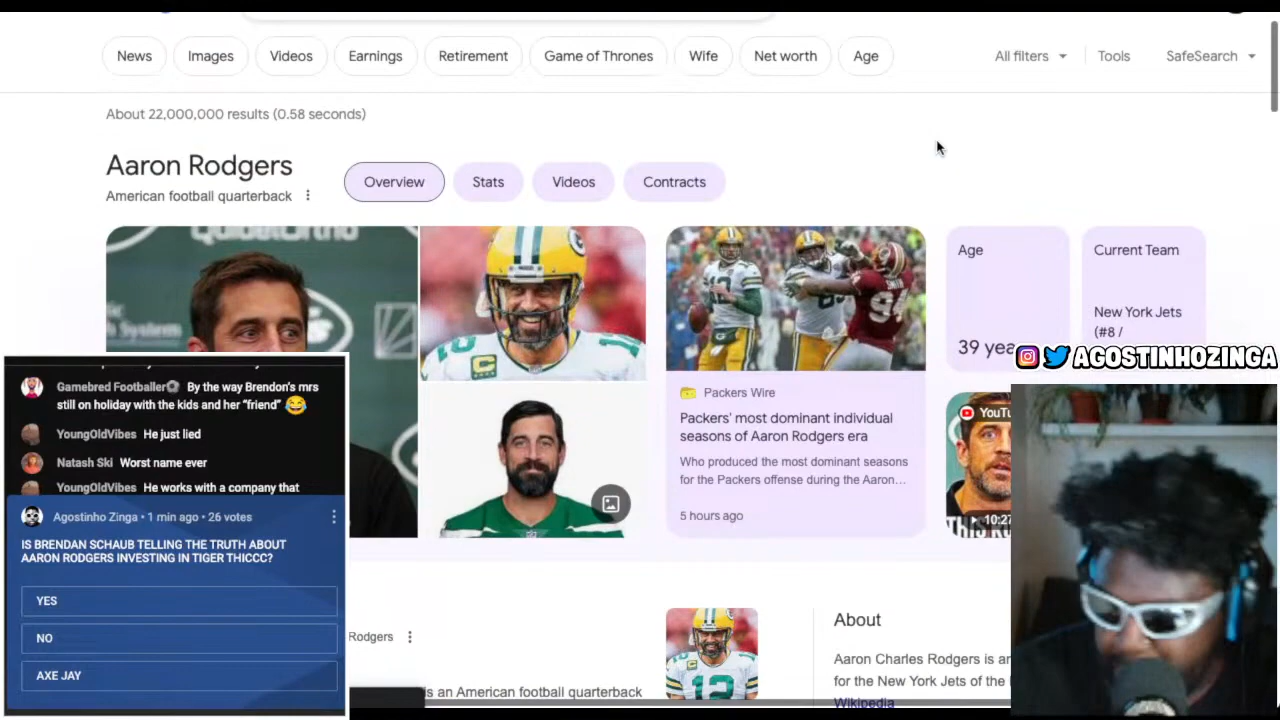 News
Images
Videos
Earnings
Retirement
Game of Thrones
Wife
Net worth
Age
All filters
Tools
SafeSearch
About 22,000,000 results (0.58 seconds)
Aaron Rodgers
American football quarterback
Overview
Stats
Videos
Contracts
Age
39
Current Team
New York Jets
(#8 /
Packers Wire
Packers' most dominant individual
seasons of Aaron Rodgers era
Who produced the most dominant seasons
for the Packers offense during the Aaron...
5 hours ago
10:27
AGOSTINHOZINGA
Gamebred Footballer By the way Brendon's mrs
still on holiday with the kids and her “friend” 😂
YoungOldVibes He just lied
Natash Ski Worst name ever
YoungOldVibes He works with a company that
Agostinho Zinga • 1 min ago • 26 votes
IS BRENDAN SCHAUB TELLING THE TRUTH ABOUT
AARON RODGERS INVESTING IN TIGER THICCC?
YES
NO
AXE JAY
Rodgers
is an American football quarterback
About
Aaron Charles Rodgers is
for the New York Jets of the
Wikipedia